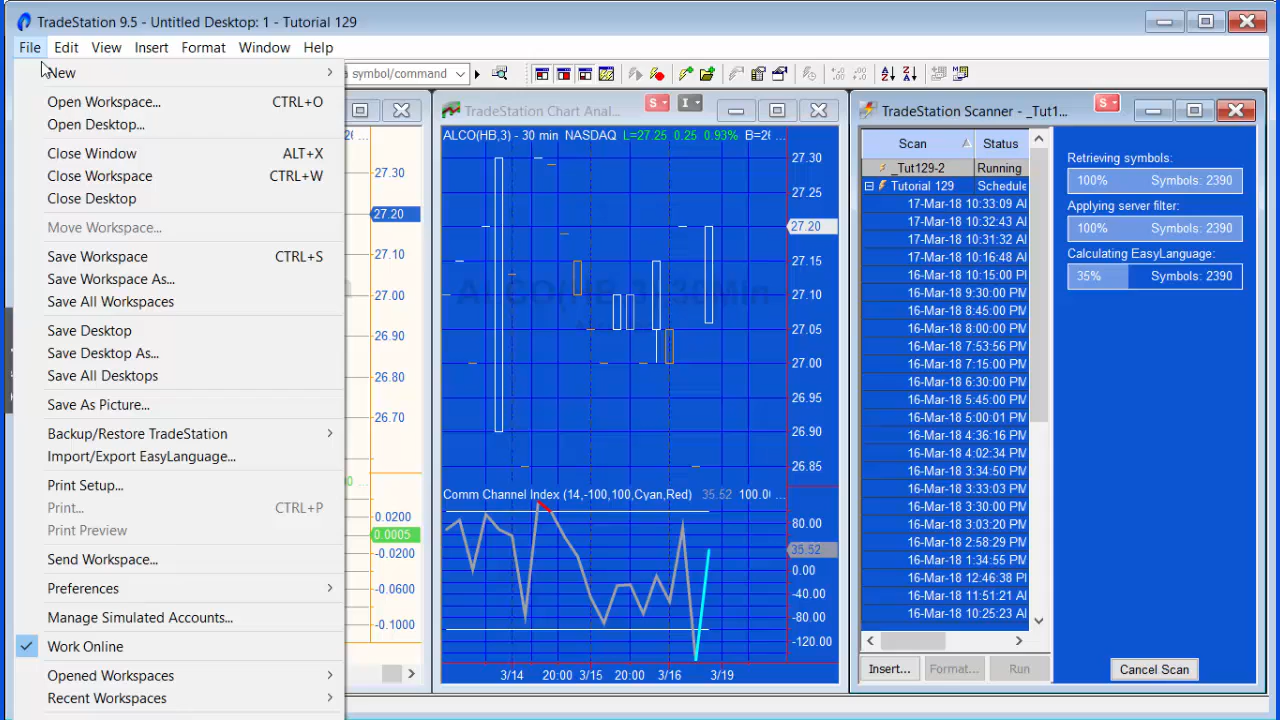 TradeStation 9.5 - Untitled Desktop: 1 - Tutorial 129
File Edit View Insert Format Window Help
New
a symbol/command
Open Workspace... CTRL+O
Open Desktop...
Close Window ALT+X
Close Workspace CTRL+W
Close Desktop
Move Workspace...
Save Workspace CTRL+S
Save Workspace As...
Save All Workspaces
Save Desktop
Save Desktop As...
Save All Desktops
Save As Picture...
Backup/Restore TradeStation
Import/Export EasyLanguage...
Print Setup...
Print... CTRL+P
Print Preview
Send Workspace...
Preferences
Manage Simulated Accounts...
Work Online
Opened Workspaces
Recent Workspaces
27.30
27.20
27.10
27.00
26.90
26.80
26.70
0.0200
0.0005
-0.0200
-0.0600
-0.1000
TradeStation Chart Anal...
S
I
ALCO(HB,3) - 30 min NASDAQ L=27.25 0.25 0.93% B=26 ...
27.30
27.25
27.20
27.15
27.10
27.05
27.00
26.95
26.90
26.85
Comm Channel Index (14,-100,100,Cyan,Red) 35.52 100.0...
80.00
35.52
0.00
-40.00
-80.00
-120.00
3/14 20:00 3/15 20:00 3/16 3/19
TradeStation Scanner - _Tut1...
S
Scan Status
_Tut129-2 Running
Tutorial 129 Schedule
17-Mar-18 10:33:09 AM
17-Mar-18 10:32:43 AM
17-Mar-18 10:31:32 AM
17-Mar-18 10:16:48 AM
16-Mar-18 10:15:00 PM
16-Mar-18 9:30:00 PM
16-Mar-18 8:45:00 PM
16-Mar-18 8:00:00 PM
16-Mar-18 7:53:56 PM
16-Mar-18 7:15:00 PM
16-Mar-18 6:30:00 PM
16-Mar-18 5:45:00 PM
16-Mar-18 5:00:01 PM
16-Mar-18 4:36:16 PM
16-Mar-18 4:02:34 PM
16-Mar-18 3:34:50 PM
16-Mar-18 3:33:03 PM
16-Mar-18 3:30:00 PM
16-Mar-18 3:03:20 PM
16-Mar-18 2:58:29 PM
16-Mar-18 1:34:55 PM
16-Mar-18 12:46:38 PM
16-Mar-18 11:51:21 AM
16-Mar-18 10:25:23 AM
Insert... Format... Run
Retrieving symbols:
100% Symbols: 2390
Applying server filter:
100% Symbols: 2390
Calculating EasyLanguage:
35% Symbols: 2390
Cancel Scan